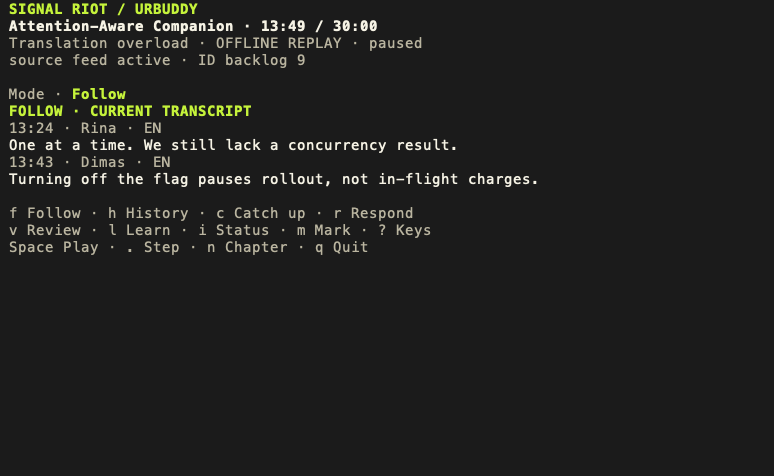 SIGNAL RIOT / URBUDDY
Attention-Aware Companion · 13:49 / 30:00
Translation overload · OFFLINE REPLAY · paused
source feed active · ID backlog 9
Mode · Follow
FOLLOW · CURRENT TRANSCRIPT
13:24 · Rina · EN
One at a time. We still lack a concurrency result.
13:43 · Dimas · EN
Turning off the flag pauses rollout, not in-flight charges.
f Follow · h History · c Catch up · r Respond
v Review · l Learn · i Status · m Mark · ? Keys
Space Play · . Step · n Chapter · q Quit